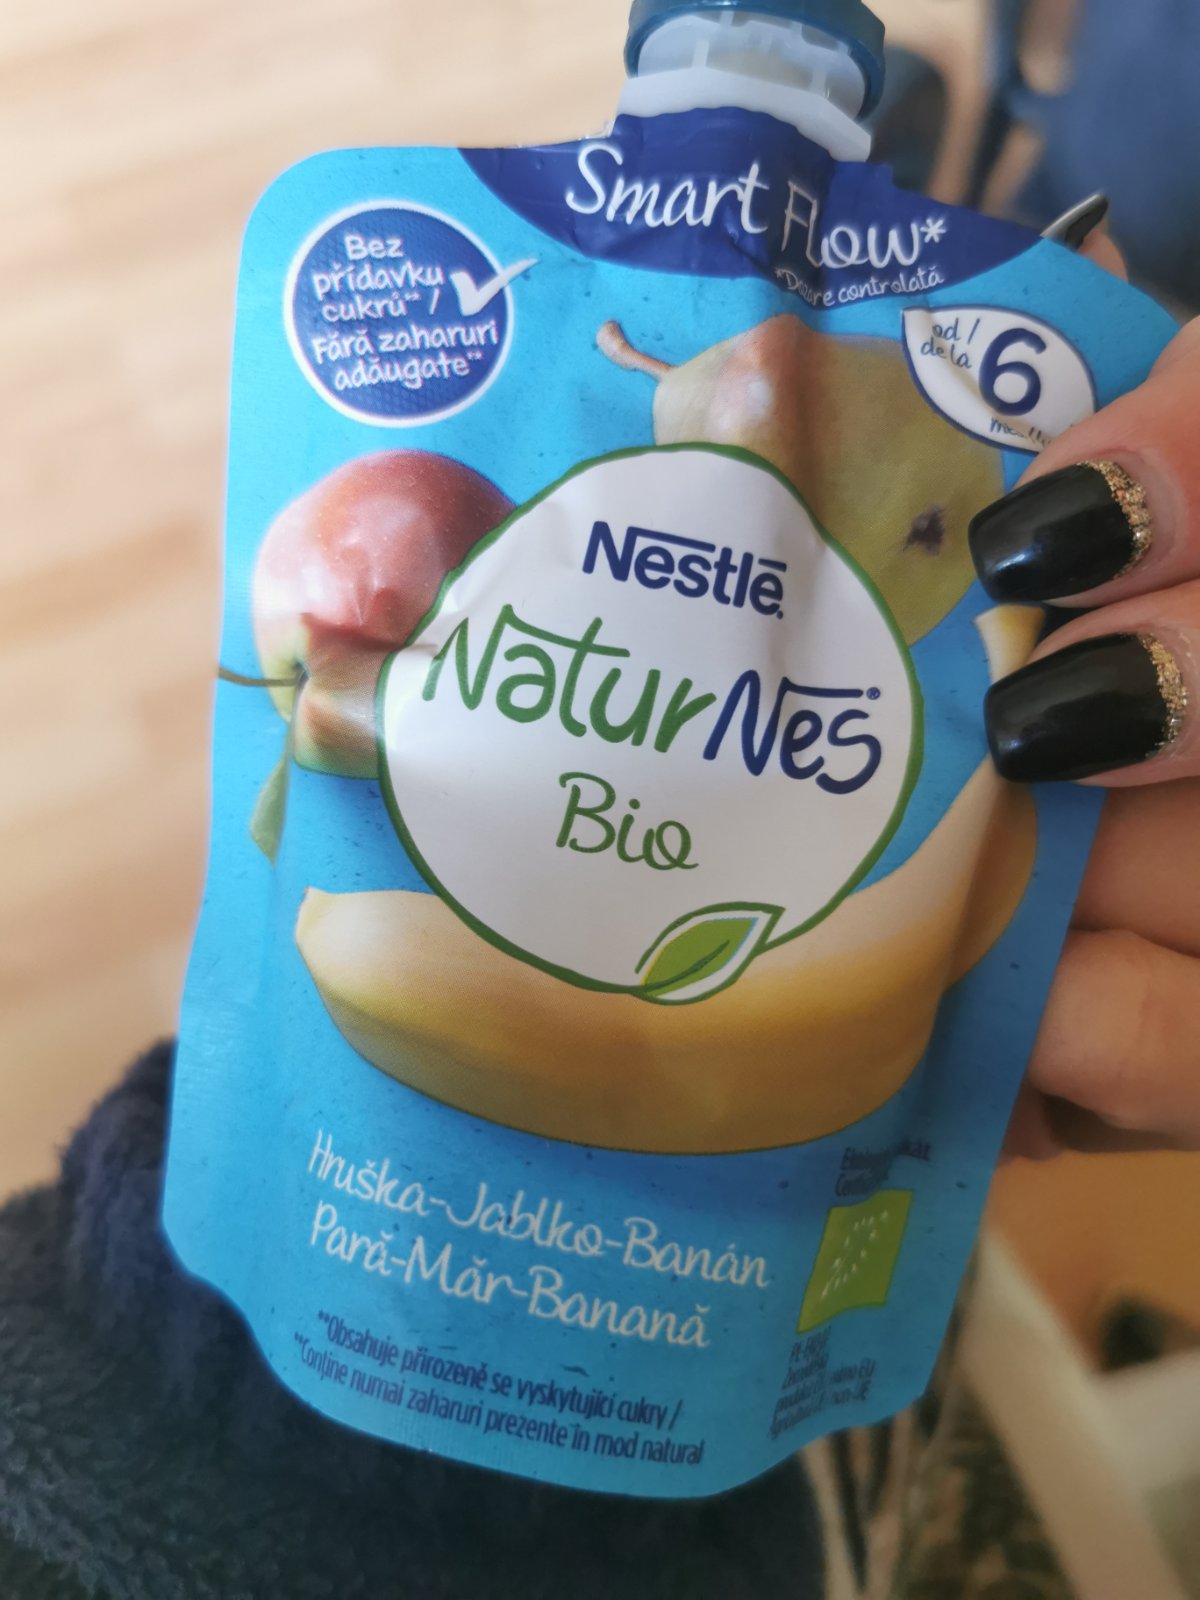 Smart Flow*
*Dozare controlată
Bez
přídavku
cukrů** /
Fără zaharuri
adăugate**
od /
de la
6
Nestlé
NaturNes®
Bio
Hruška-Jablko-Banán
Pară-Măr-Banană
**Obsahuje přirozeně se vyskytující cukry /
**Conține numai zaharuri prezente în mod natural